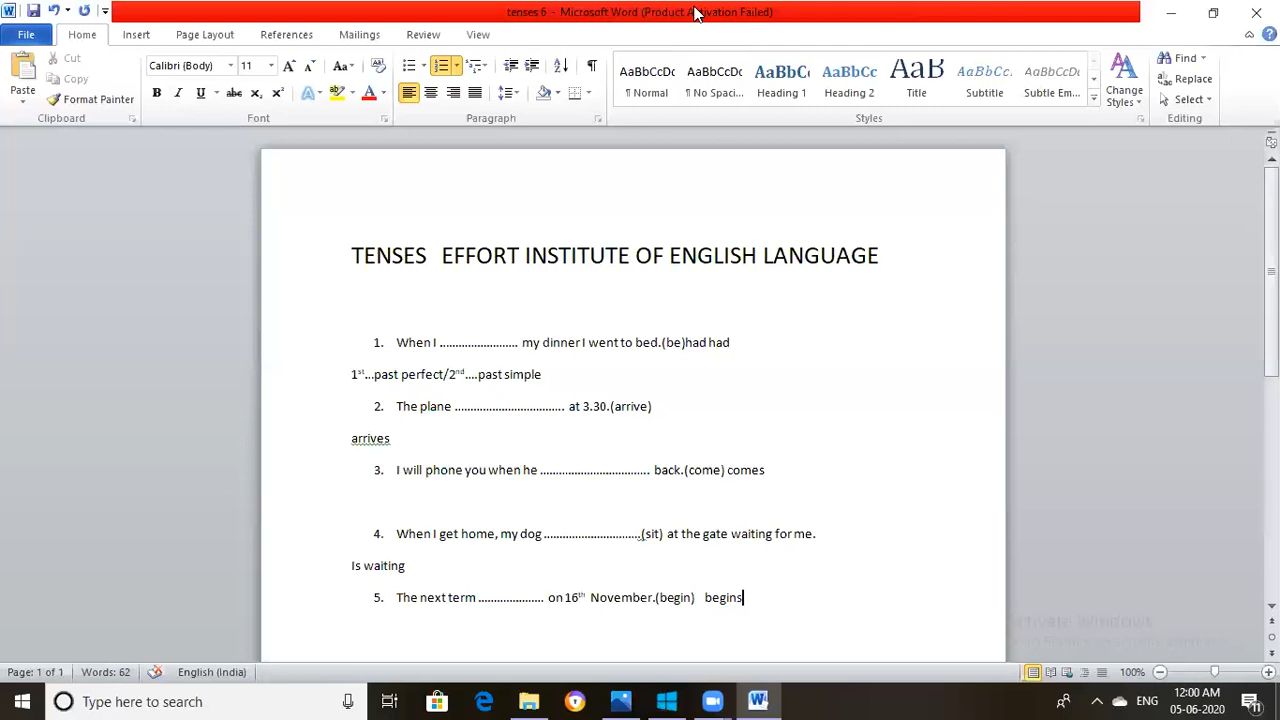 tenses 6 - Microsoft Word (Product Activation Failed)
File Home Insert Page Layout References Mailings Review View
Paste Cut Copy Format Painter
Calibri (Body) 11
AaBbCcDc AaBbCcDc AaBbC AaBbCc AaB AaBbCcL AaBbCcDc
¶ Normal ¶ No Spaci... Heading 1 Heading 2 Title Subtitle Subtle Em...
Change Styles
Find Replace Select
Clipboard Font Paragraph Styles Editing
TENSES EFFORT INSTITUTE OF ENGLISH LANGUAGE
1. When I ......................... my dinner I went to bed.(be)had had
1st...past perfect/2nd....past simple
2. The plane ................................... at 3.30.(arrive)
arrives
3. I will phone you when he ................................... back.(come) comes
4. When I get home, my dog ...............................(sit) at the gate waiting for me.
Is waiting
5. The next term ..................... on 16th November.(begin) begins
Activate Windows
Page: 1 of 1 Words: 62 English (India) 100%
Type here to search
ENG 12:00 AM
05-06-2020
11